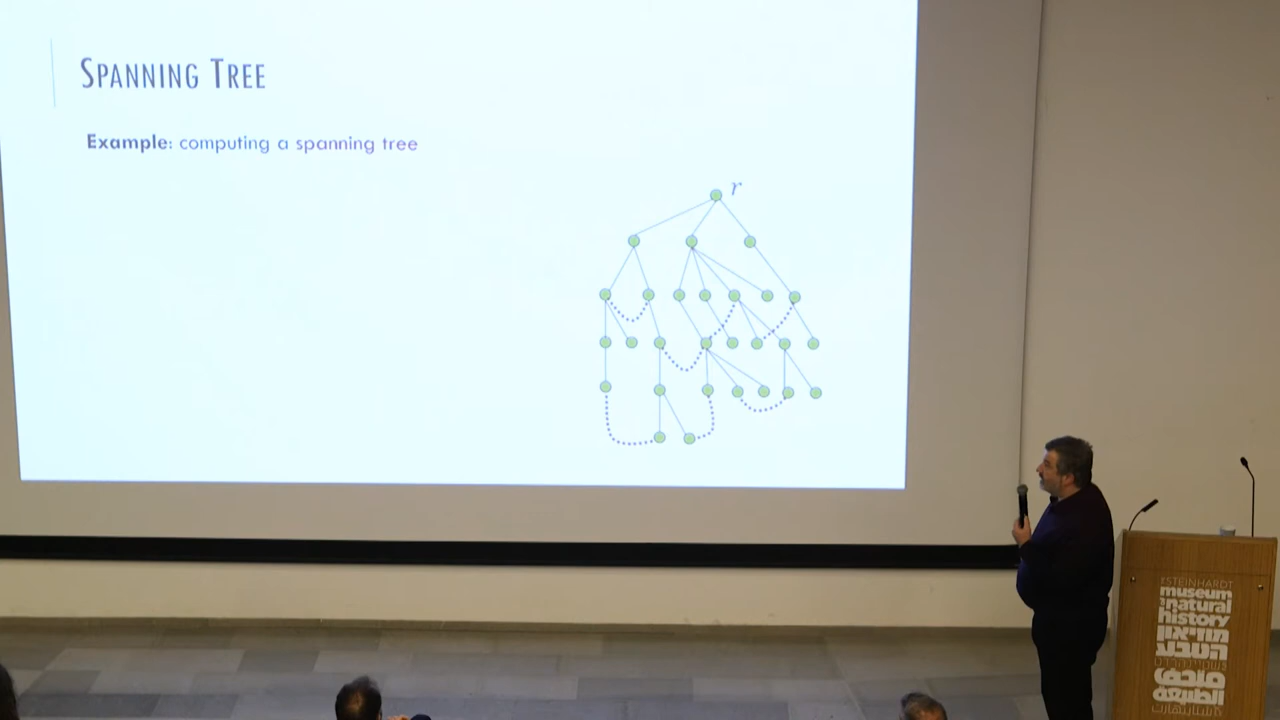 SPANNING TREE
Example: computing a spanning tree
r
STEINHARDT
museum
natural
history
מוזיאון
הטבע
متحف
الطبيعة